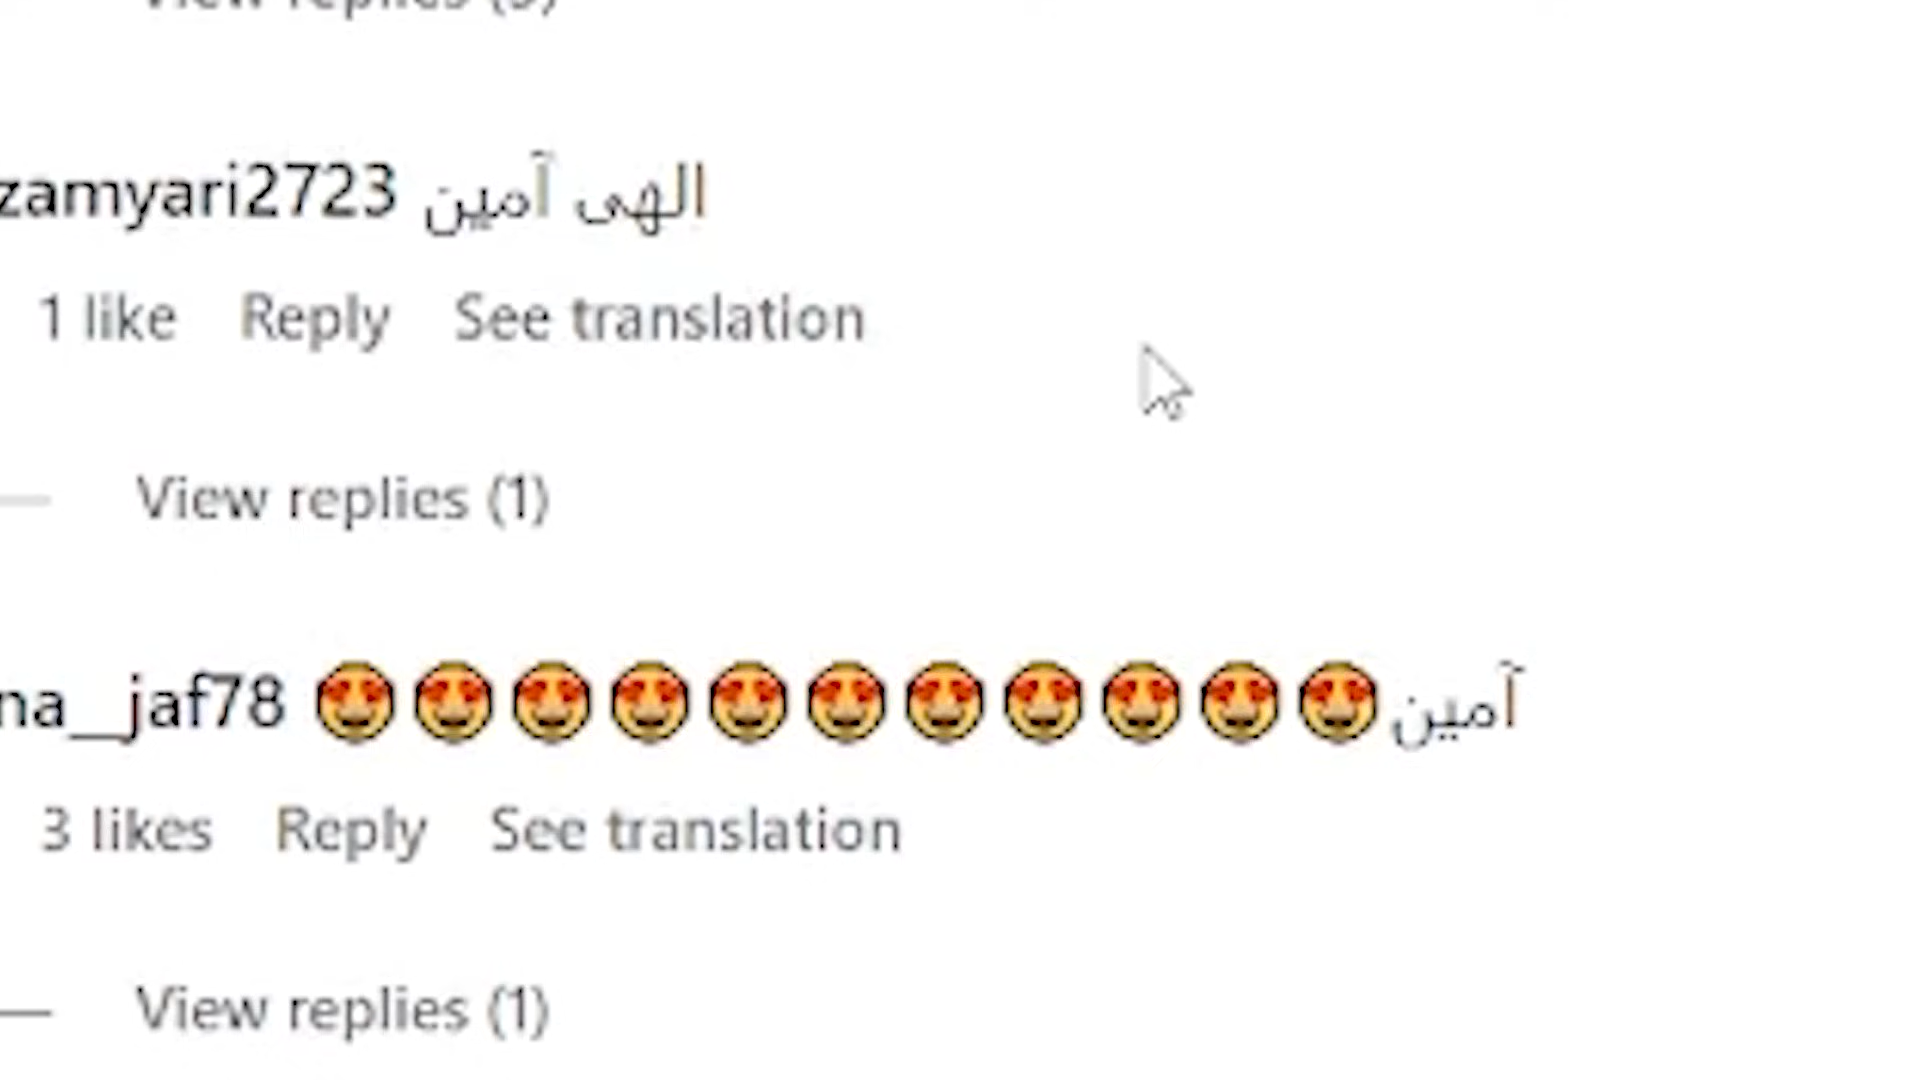 View replies (3)
zamyari2723 الهی آمین
1 like Reply See translation
View replies (1)
na__jaf78 😍😍😍😍😍😍😍😍😍😍😍آمین
3 likes Reply See translation
View replies (1)